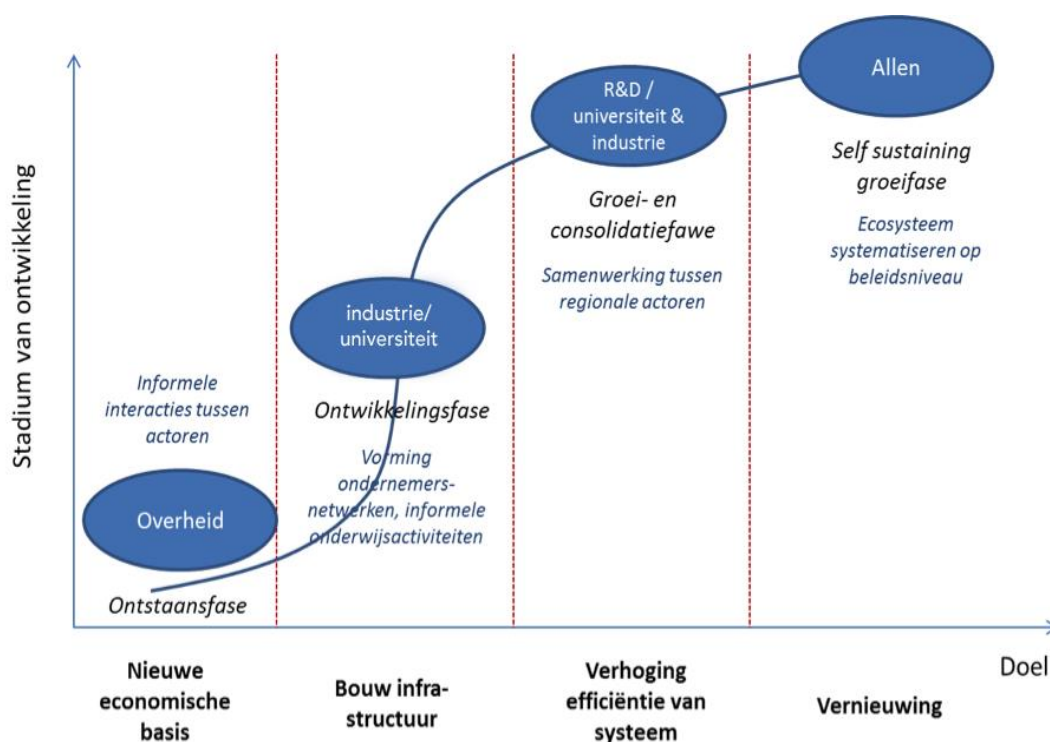 Stadium van ontwikkeling
Informele
interacties tussen
actoren
Overheid
Ontstaansfase
industrie/
universiteit
Ontwikkelingsfase
Vorming
ondernemers-
netwerken, informele
onderwijsactiviteiten
R&D /
universiteit &
industrie
Groei- en
consolidatiefawe
Samenwerking tussen
regionale actoren
Allen
Self sustaining
groeifase
Ecosysteem
systematiseren op
beleidsniveau
Doel
Nieuwe
economische
basis
Bouw infra-
structuur
Verhoging
efficiëntie van
systeem
Vernieuwing